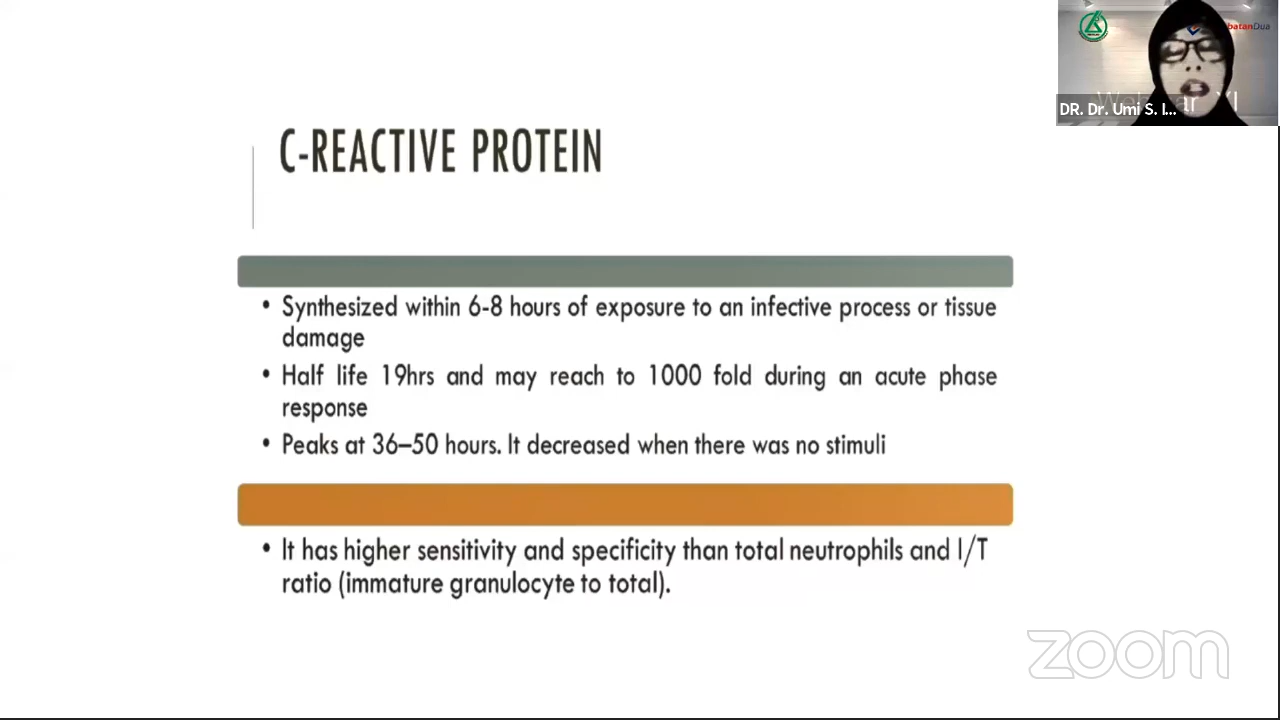 batanDua
DR. Dr. Umi S. I...
C-REACTIVE PROTEIN
• Synthesized within 6-8 hours of exposure to an infective process or tissue
damage
• Half life 19hrs and may reach to 1000 fold during an acute phase
response
• Peaks at 36–50 hours. It decreased when there was no stimuli
• It has higher sensitivity and specificity than total neutrophils and I/T
ratio (immature granulocyte to total).
zoom